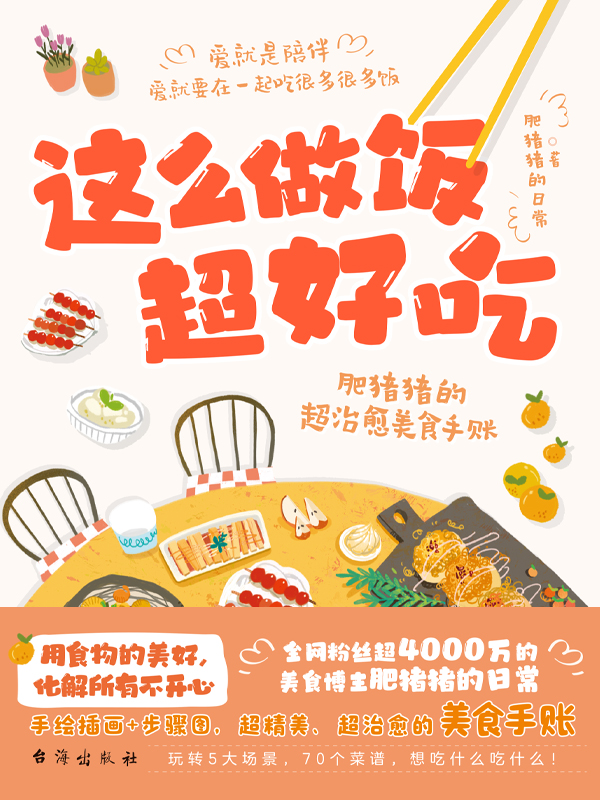 爱就是陪伴
爱就要在一起吃很多很多饭
这么做饭
超好吃
肥猪猪的日常 ○著
肥猪猪的
超治愈美食手账
用食物的美好，
化解所有不开心
全网粉丝超4000万的
美食博主肥猪猪的日常
手绘插画+步骤图，超精美、超治愈的美食手账
台海出版社
玩转5大场景，70个菜谱，想吃什么吃什么！